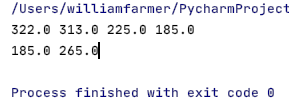 /Users/williamfarmer/PycharmProject
322.0 313.0 225.0 185.0
185.0 265.0
Process finished with exit code 0